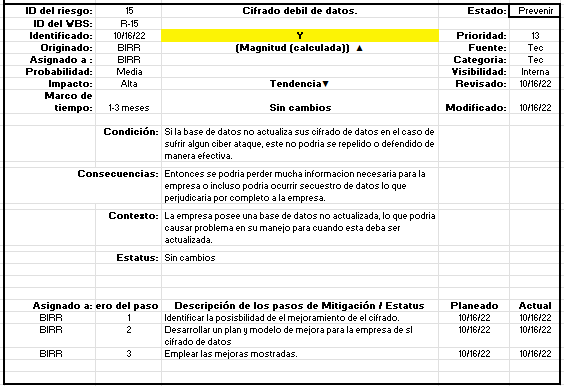 ID del riesgo: 15 Cifrado debil de datos. Estado: Prevenir
ID del WBS: R-15
Identificado: 10/16/22 Y Prioridad: 13
Originado: BIRR (Magnitud (calculada)) ▲ Fuente: Tec
Asignado a : BIRR Categoria: Tec
Probabilidad: Media Visibilidad: Interna
Impacto: Alta Tendencia▼ Revisado: 10/16/22
Marco de
tiempo: 1-3 meses Sin cambios Modificado: 10/16/22
Condición: Si la base de datos no actualiza sus cifrado de datos en el caso de
sufrir algun ciber ataque, este no podria se repelido o defendido de
manera efectiva.
Consecuencias: Entonces se podria perder mucha informacion necesaria para la
empresa o incluso podria ocurrir secuestro de datos lo que
perjudicaria por completo a la empresa.
Contexto: La empresa posee una base de datos no actualizada, lo que podria
causar problema en su manejo para cuando esta deba ser
actualizada.
Estatus: Sin cambios
Asignado a: ero del paso Descripción de los pasos de Mitigación / Estatus Planeado Actual
BIRR 1 Identificar la posisbilidad de el mejoramiento de el cifrado. 10/16/22 10/16/22
BIRR 2 Desarrollar un plan y modelo de mejora para la empresa de sl 10/16/22 10/16/22
cifrado de datos
BIRR 3 Emplear las mejoras mostradas. 10/16/22 10/16/22